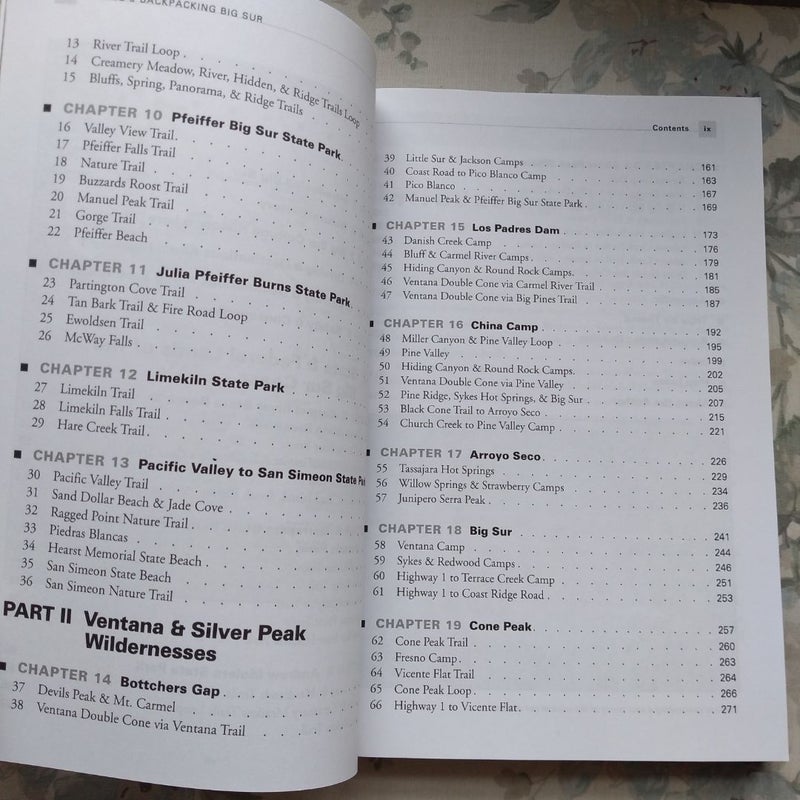 & BACKPACKING BIG SUR
13 River Trail Loop
14 Creamery Meadow, River, Hidden, & Ridge Trails Loop
15 Bluffs, Spring, Panorama, & Ridge Trails
CHAPTER 10 Pfeiffer Big Sur State Park
16 Valley View Trail
17 Pfeiffer Falls Trail
18 Nature Trail
19 Buzzards Roost Trail
20 Manuel Peak Trail
21 Gorge Trail
22 Pfeiffer Beach
CHAPTER 11 Julia Pfeiffer Burns State Park
23 Partington Cove Trail
24 Tan Bark Trail & Fire Road Loop
25 Ewoldsen Trail
26 McWay Falls
CHAPTER 12 Limekiln State Park
27 Limekiln Trail
28 Limekiln Falls Trail
29 Hare Creek Trail
CHAPTER 13 Pacific Valley to San Simeon State
30 Pacific Valley Trail
31 Sand Dollar Beach & Jade Cove
32 Ragged Point Nature Trail
33 Piedras Blancas
34 Hearst Memorial State Beach
35 San Simeon State Beach
36 San Simeon Nature Trail
PART II Ventana & Silver Peak
Wildernesses
CHAPTER 14 Bottchers Gap
37 Devils Peak & Mt. Carmel
38 Ventana Double Cone via Ventana Trail
Contents ix
39 Little Sur & Jackson Camps 161
40 Coast Road to Pico Blanco Camp 163
41 Pico Blanco 167
42 Manuel Peak & Pfeiffer Big Sur State Park 169
CHAPTER 15 Los Padres Dam 173
43 Danish Creek Camp 176
44 Bluff & Carmel River Camps 179
45 Hiding Canyon & Round Rock Camps 181
46 Ventana Double Cone via Carmel River Trail 185
47 Ventana Double Cone via Big Pines Trail 187
CHAPTER 16 China Camp 192
48 Miller Canyon & Pine Valley Loop 195
49 Pine Valley 199
50 Hiding Canyon & Round Rock Camps 202
51 Ventana Double Cone via Pine Valley 205
52 Pine Ridge, Sykes Hot Springs, & Big Sur 207
53 Black Cone Trail to Arroyo Seco 215
54 Church Creek to Pine Valley Camp 221
CHAPTER 17 Arroyo Seco 226
55 Tassajara Hot Springs 229
56 Willow Springs & Strawberry Camps 234
57 Junipero Serra Peak 236
CHAPTER 18 Big Sur 241
58 Ventana Camp 244
59 Sykes & Redwood Camps 246
60 Highway 1 to Terrace Creek Camp 251
61 Highway 1 to Coast Ridge Road 253
CHAPTER 19 Cone Peak 257
62 Cone Peak Trail 260
63 Fresno Camp 263
64 Vicente Flat Trail 264
65 Cone Peak Loop 266
66 Highway 1 to Vicente Flat 271